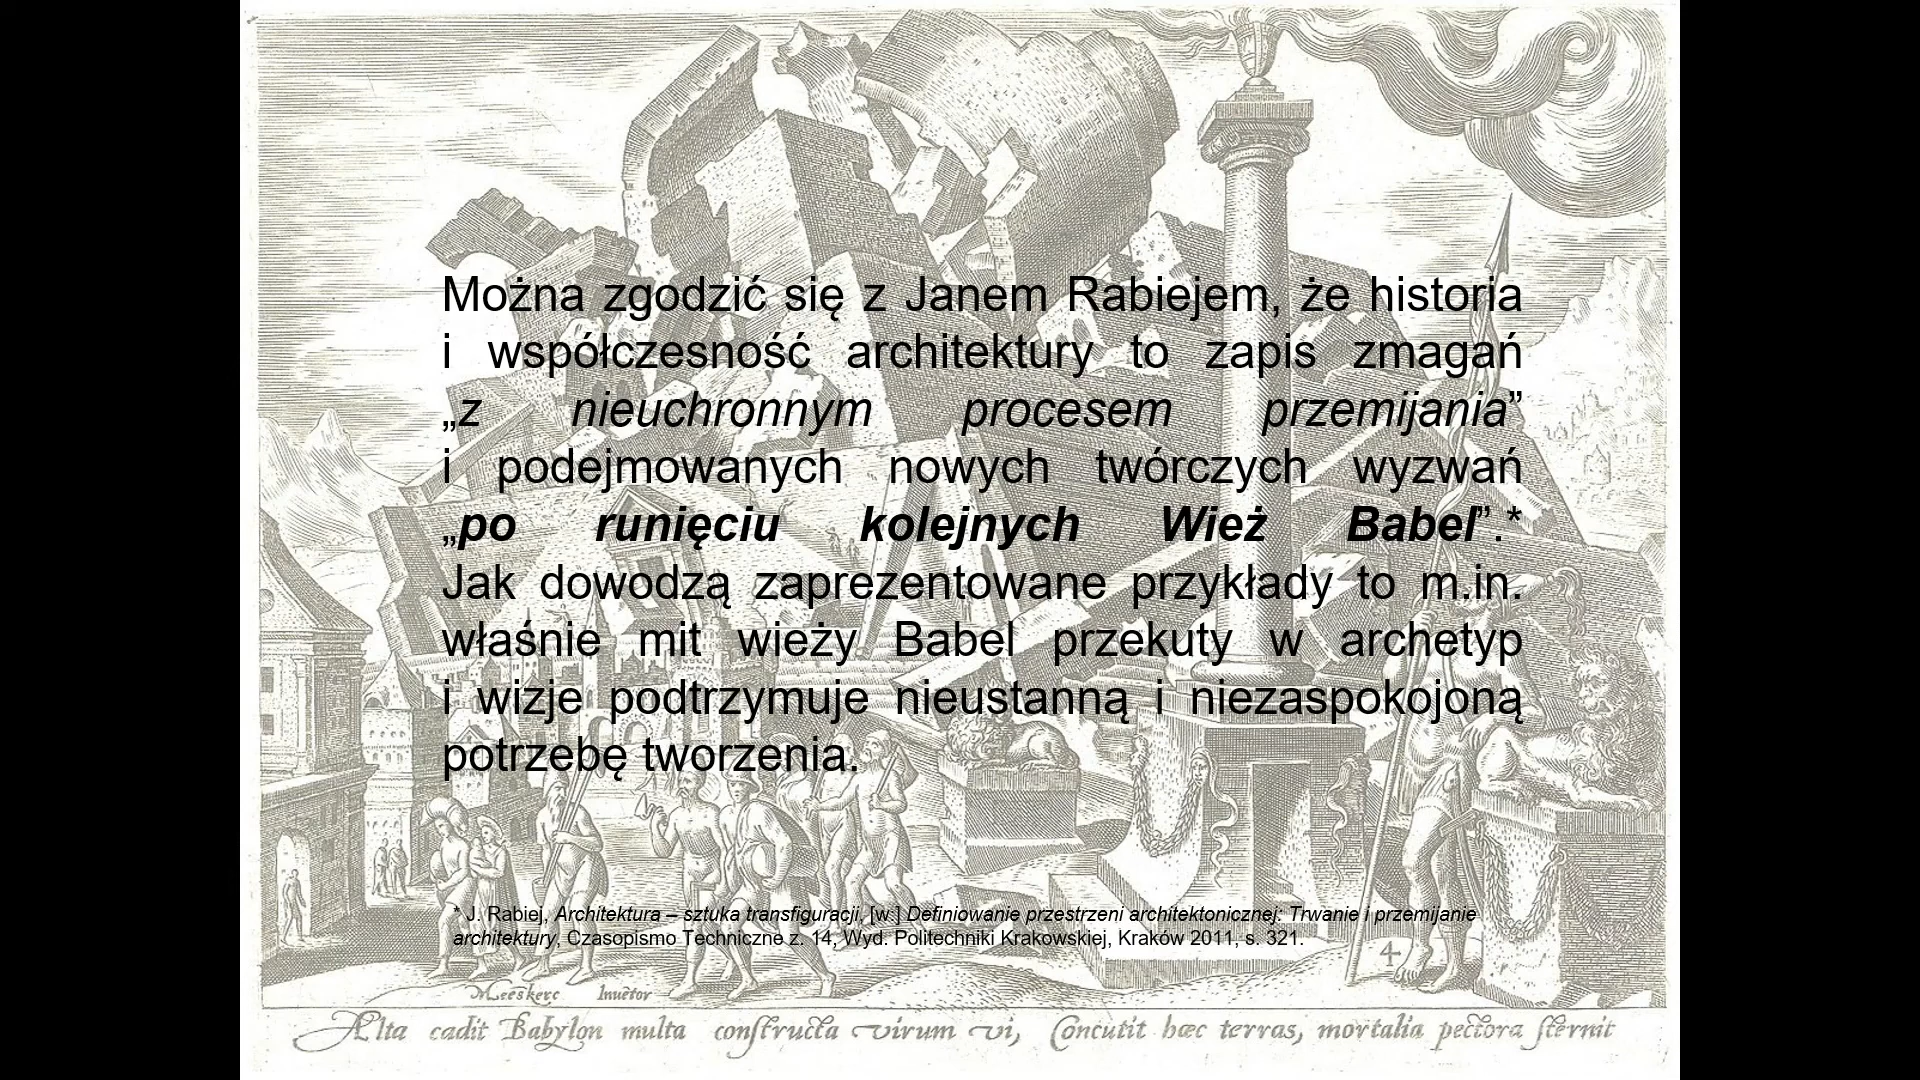 Można zgodzić się z Janem Rabiejem, że historia
i współczesność architektury to zapis zmagań
„z nieuchronnym procesem przemijania”
i podejmowanych nowych twórczych wyzwań
„po runięciu kolejnych Wież Babel”.*
Jak dowodzą zaprezentowane przykłady to m.in.
właśnie mit wieży Babel przekuty w archetyp
i wizje podtrzymuje nieustanną i niezaspokojoną
potrzebę tworzenia.
* J. Rabiej, Architektura – sztuka transfiguracji, [w:] Definiowanie przestrzeni architektonicznej: Trwanie i przemijanie
architektury, Czasopismo Techniczne z. 14, Wyd. Politechniki Krakowskiej, Kraków 2011, s. 321.
4
Meeskerc Inuẽtor
Ælta cadit Babylon multa constructa virum vi, Concutit hæc terras, mortalia pectora sternit